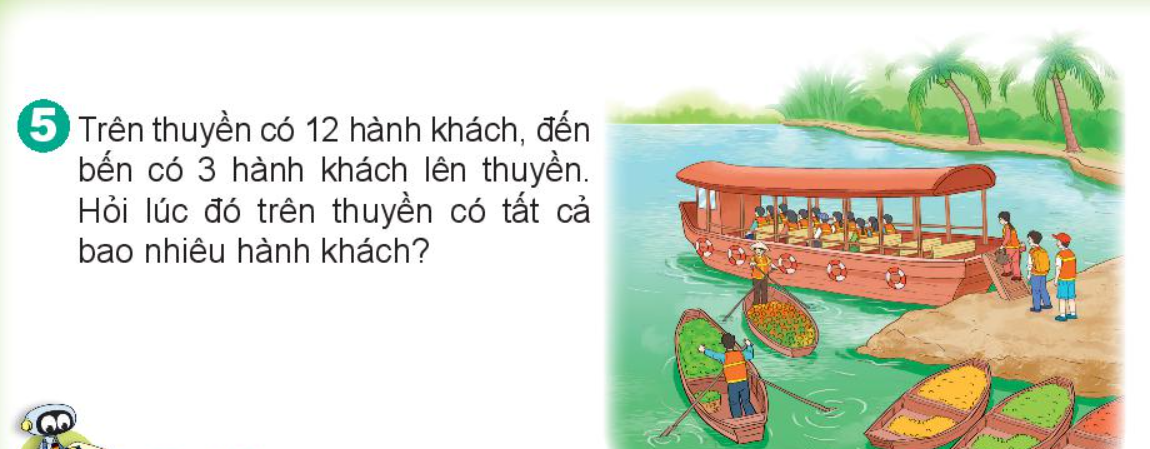 5 Trên thuyền có 12 hành khách, đến
bến có 3 hành khách lên thuyền.
Hỏi lúc đó trên thuyền có tất cả
bao nhiêu hành khách?